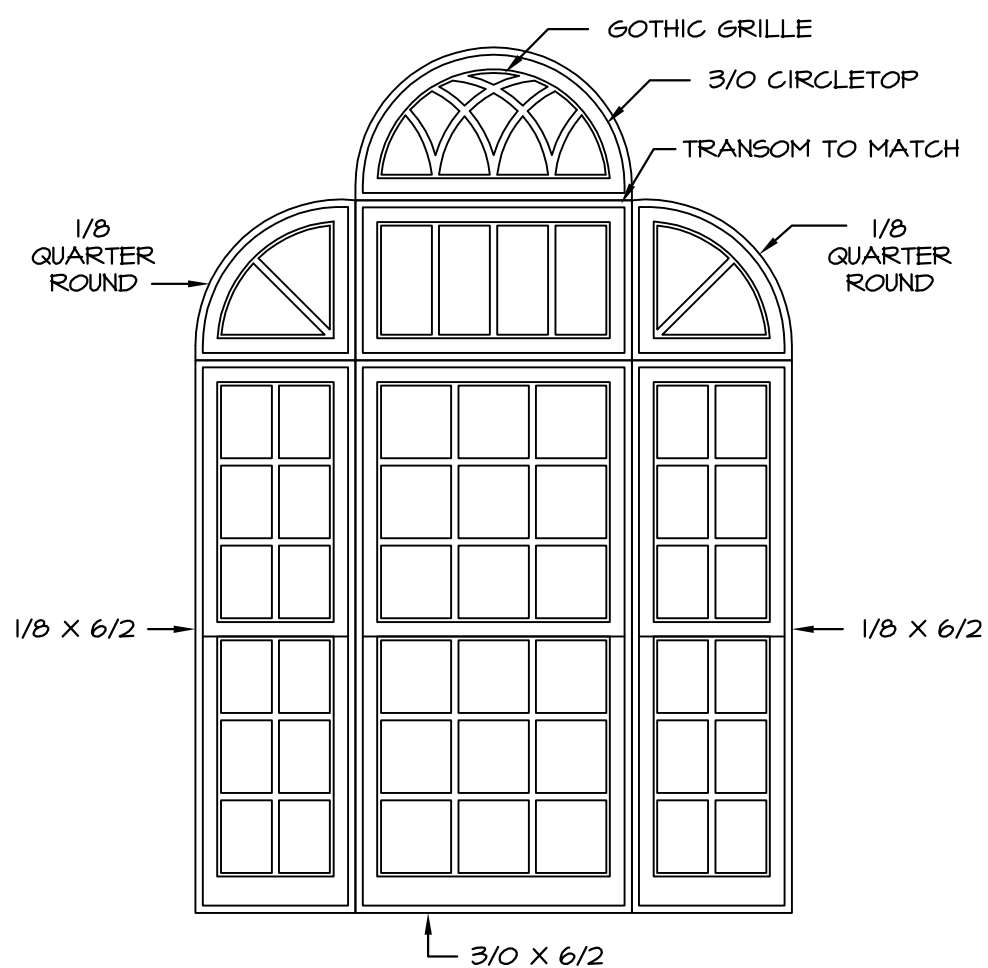 GOTHIC GRILLE
3/0 CIRCLETOP
TRANSOM TO MATCH
1/8
QUARTER
ROUND
1/8
QUARTER
ROUND
1/8 X 6/2
1/8 X 6/2
3/0 X 6/2